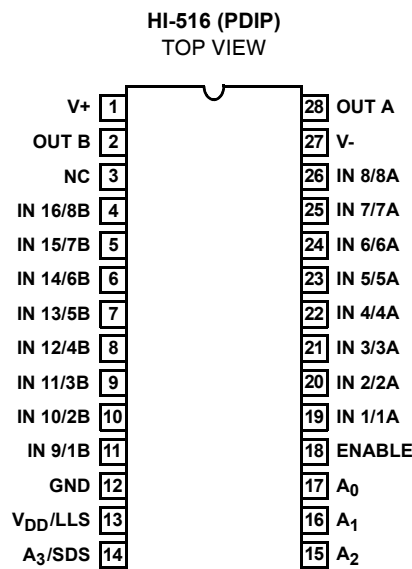 HI-516 (PDIP)
TOP VIEW
V+ 1 28 OUT A
OUT B 2 27 V-
NC 3 26 IN 8/8A
IN 16/8B 4 25 IN 7/7A
IN 15/7B 5 24 IN 6/6A
IN 14/6B 6 23 IN 5/5A
IN 13/5B 7 22 IN 4/4A
IN 12/4B 8 21 IN 3/3A
IN 11/3B 9 20 IN 2/2A
IN 10/2B 10 19 IN 1/1A
IN 9/1B 11 18 ENABLE
GND 12 17 A0
VDD/LLS 13 16 A1
A3/SDS 14 15 A2